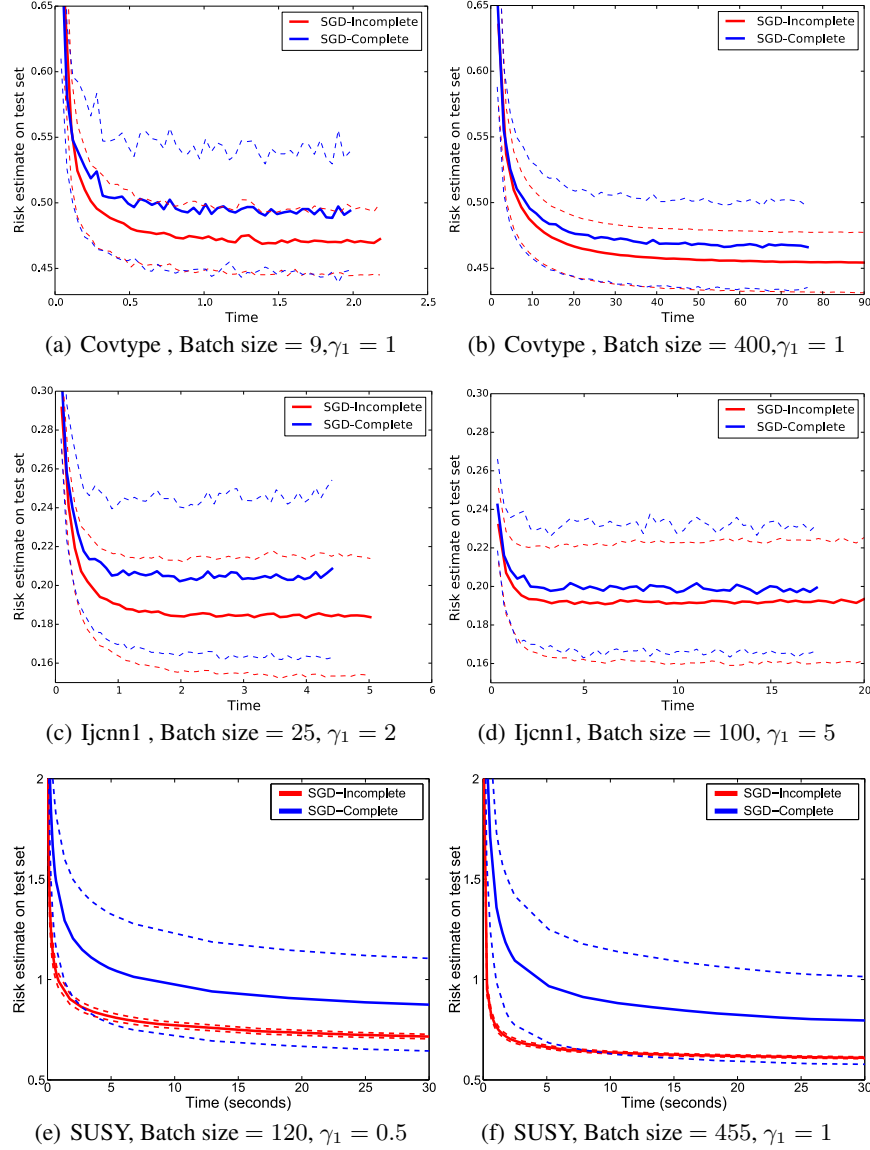 0.65
0.60
0.55
0.50
0.45
Risk estimate on test set
SGD-Incomplete
SGD-Complete
0.0 0.5 1.0 1.5 2.0 2.5
Time
(a) Covtype , Batch size = 9,γ₁ = 1
0.65
0.60
0.55
0.50
0.45
Risk estimate on test set
SGD-Incomplete
SGD-Complete
10 20 30 40 50 60 70 80 90
Time
(b) Covtype , Batch size = 400,γ₁ = 1
0.30
0.28
0.26
0.24
0.22
0.20
0.18
0.16
Risk estimate on test set
SGD-Incomplete
SGD-Complete
0 1 2 3 4 5 6
Time
(c) Ijcnn1 , Batch size = 25, γ₁ = 2
0.30
0.28
0.26
0.24
0.22
0.20
0.18
0.16
Risk estimate on test set
SGD-Incomplete
SGD-Complete
5 10 15 20
Time
(d) Ijcnn1, Batch size = 100, γ₁ = 5
2
1.5
1
0.5
Risk estimate on test set
SGD−Incomplete
SGD−Complete
0 5 10 15 20 25 30
Time (seconds)
(e) SUSY, Batch size = 120, γ₁ = 0.5
2
1.5
1
0.5
Risk estimate on test set
SGD−Incomplete
SGD−Complete
0 5 10 15 20 25 30
Time (seconds)
(f) SUSY, Batch size = 455, γ₁ = 1